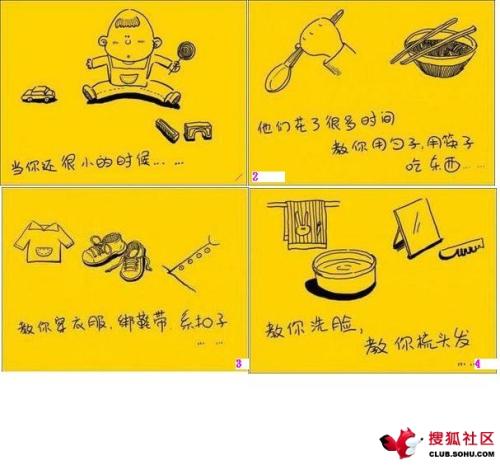 当你还很小的时候……
他们花了很多时间
教你用勺子,用筷子
吃东西……
2
教你穿衣服,绑鞋带、系扣子
……
3
教你洗脸,
教你梳头发
……
4
搜狐社区
CLUB.SOHU.COM